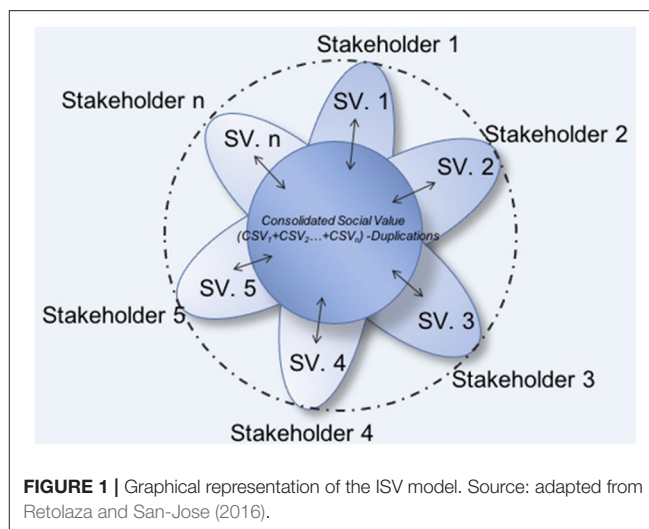 Stakeholder 1
Stakeholder n
SV. 1
SV. n
Stakeholder 2
SV. 2
Consolidated Social Value
(CSV₁+CSV₂...+CSVₙ) -Duplications
SV. 5
SV. 3
Stakeholder 5
SV. 4
Stakeholder 3
Stakeholder 4
FIGURE 1 | Graphical representation of the ISV model. Source: adapted from
Retolaza and San-Jose (2016).